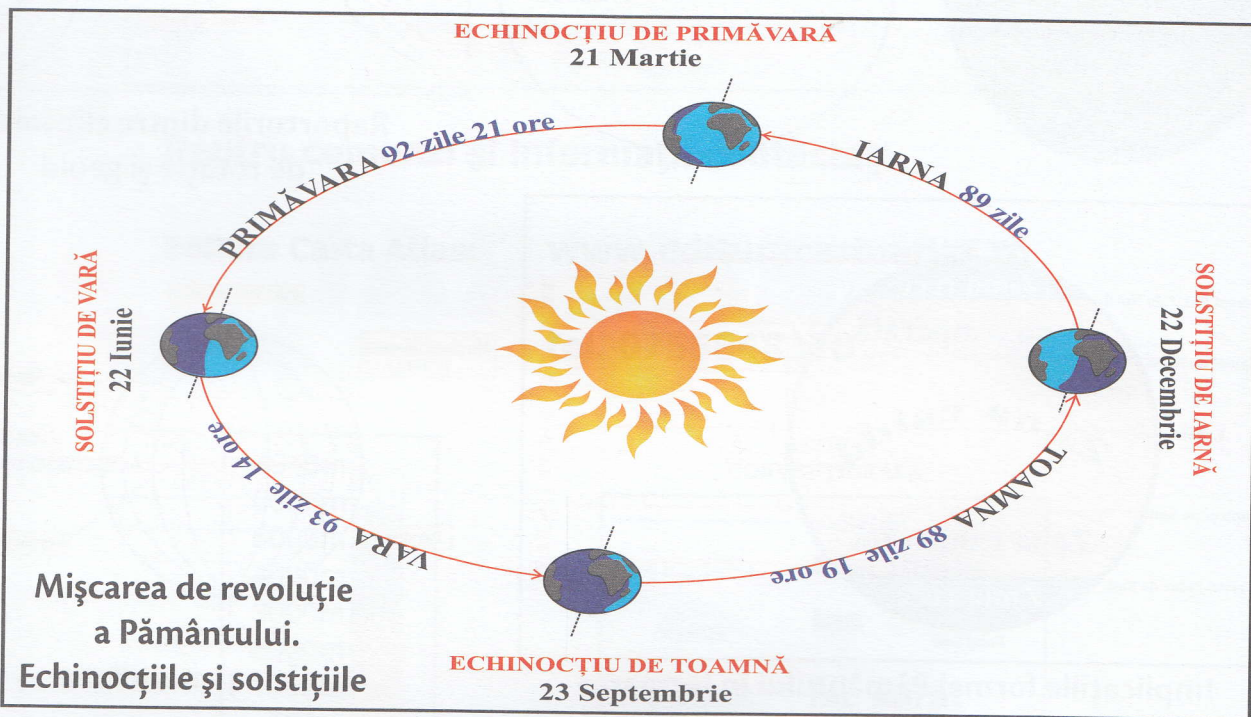 ECHINOCȚIU DE PRIMĂVARĂ
21 Martie
PRIMĂVARA 92 zile 21 ore
IARNA 89 zile
SOLSTIȚIU DE VARĂ
22 Iunie
SOLSTIȚIU DE IARNĂ
22 Decembrie
VARA 93 zile 14 ore
TOAMNA 89 zile 19 ore
Mişcarea de revoluție
a Pământului.
Echinocțiile şi solstițiile
ECHINOCȚIU DE TOAMNĂ
23 Septembrie